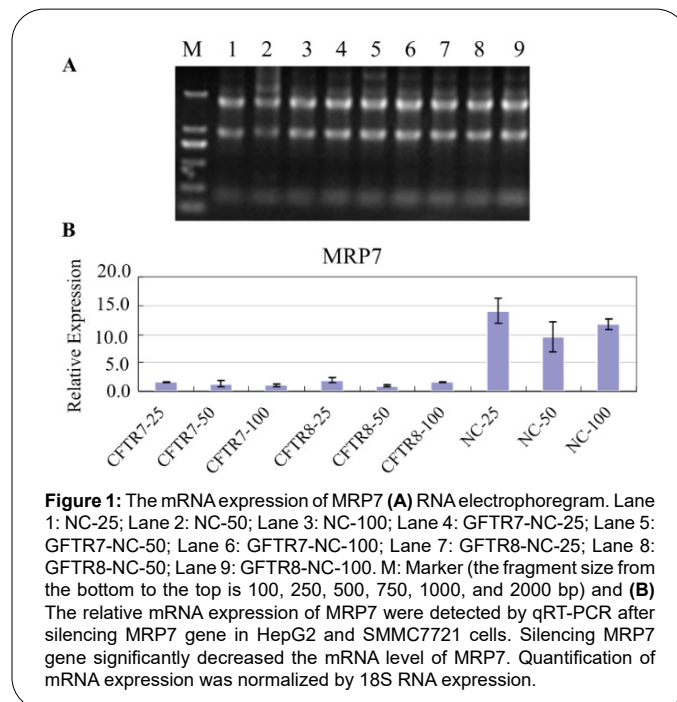 A
M 1 2 3 4 5 6 7 8 9
B
MRP7
Relative Expression
20.0
15.0
10.0
5.0
0.0
CFTR7-25
CFTR7-50
CFTR7-100
CFTR8-25
CFTR8-50
CFTR8-100
NC-25
NC-50
NC-100
Figure 1: The mRNA expression of MRP7 (A) RNA electrophoregram. Lane
1: NC-25; Lane 2: NC-50; Lane 3: NC-100; Lane 4: GFTR7-NC-25; Lane 5:
GFTR7-NC-50; Lane 6: GFTR7-NC-100; Lane 7: GFTR8-NC-25; Lane 8:
GFTR8-NC-50; Lane 9: GFTR8-NC-100. M: Marker (the fragment size from
the bottom to the top is 100, 250, 500, 750, 1000, and 2000 bp) and (B)
The relative mRNA expression of MRP7 were detected by qRT-PCR after
silencing MRP7 gene in HepG2 and SMMC7721 cells. Silencing MRP7
gene significantly decreased the mRNA level of MRP7. Quantification of
mRNA expression was normalized by 18S RNA expression.